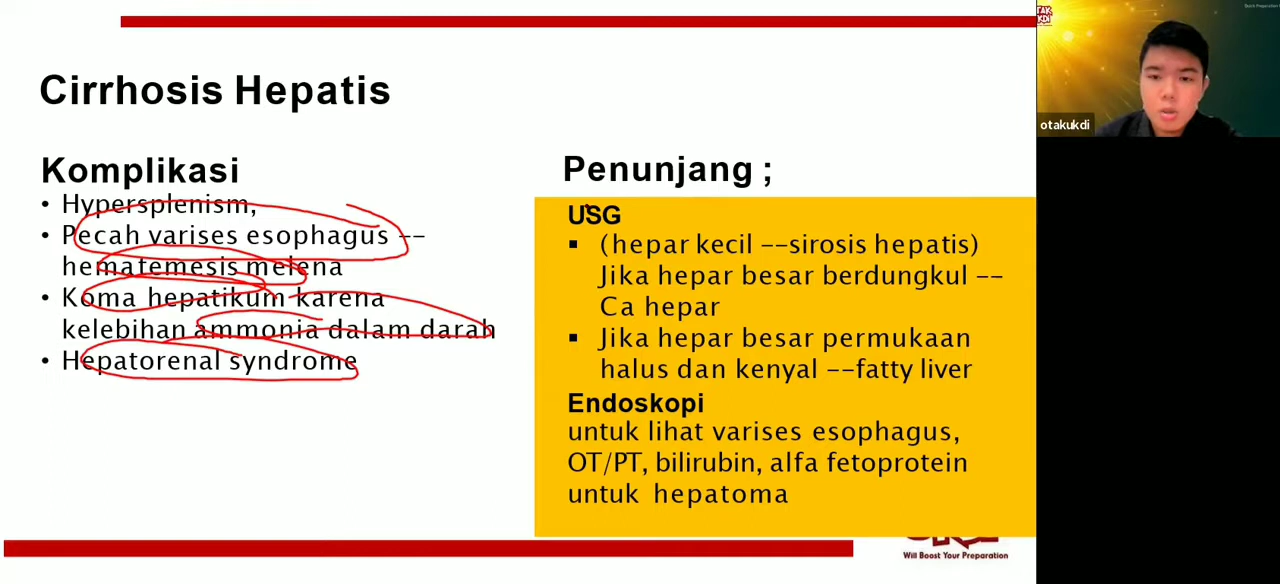 Cirrhosis Hepatis
Komplikasi
• Hypersplenism,
• Pecah varises esophagus --
hematemesis melena
• Koma hepatikum karena
kelebihan ammonia dalam darah
• Hepatorenal syndrome
Penunjang ;
USG
▪ (hepar kecil --sirosis hepatis)
Jika hepar besar berdungkul --
Ca hepar
▪ Jika hepar besar permukaan
halus dan kenyal --fatty liver
Endoskopi
untuk lihat varises esophagus,
OT/PT, bilirubin, alfa fetoprotein
untuk hepatoma
Will Boost Your Preparation
otakukdi